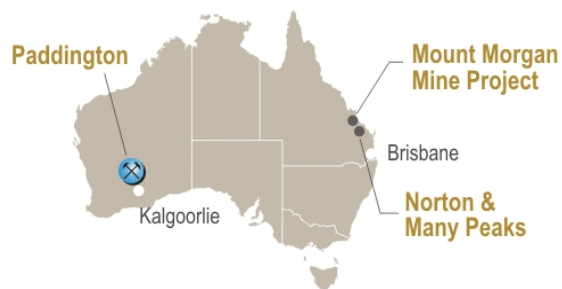 Paddington
Mount Morgan
Mine Project
Brisbane
Kalgoorlie
Norton &
Many Peaks